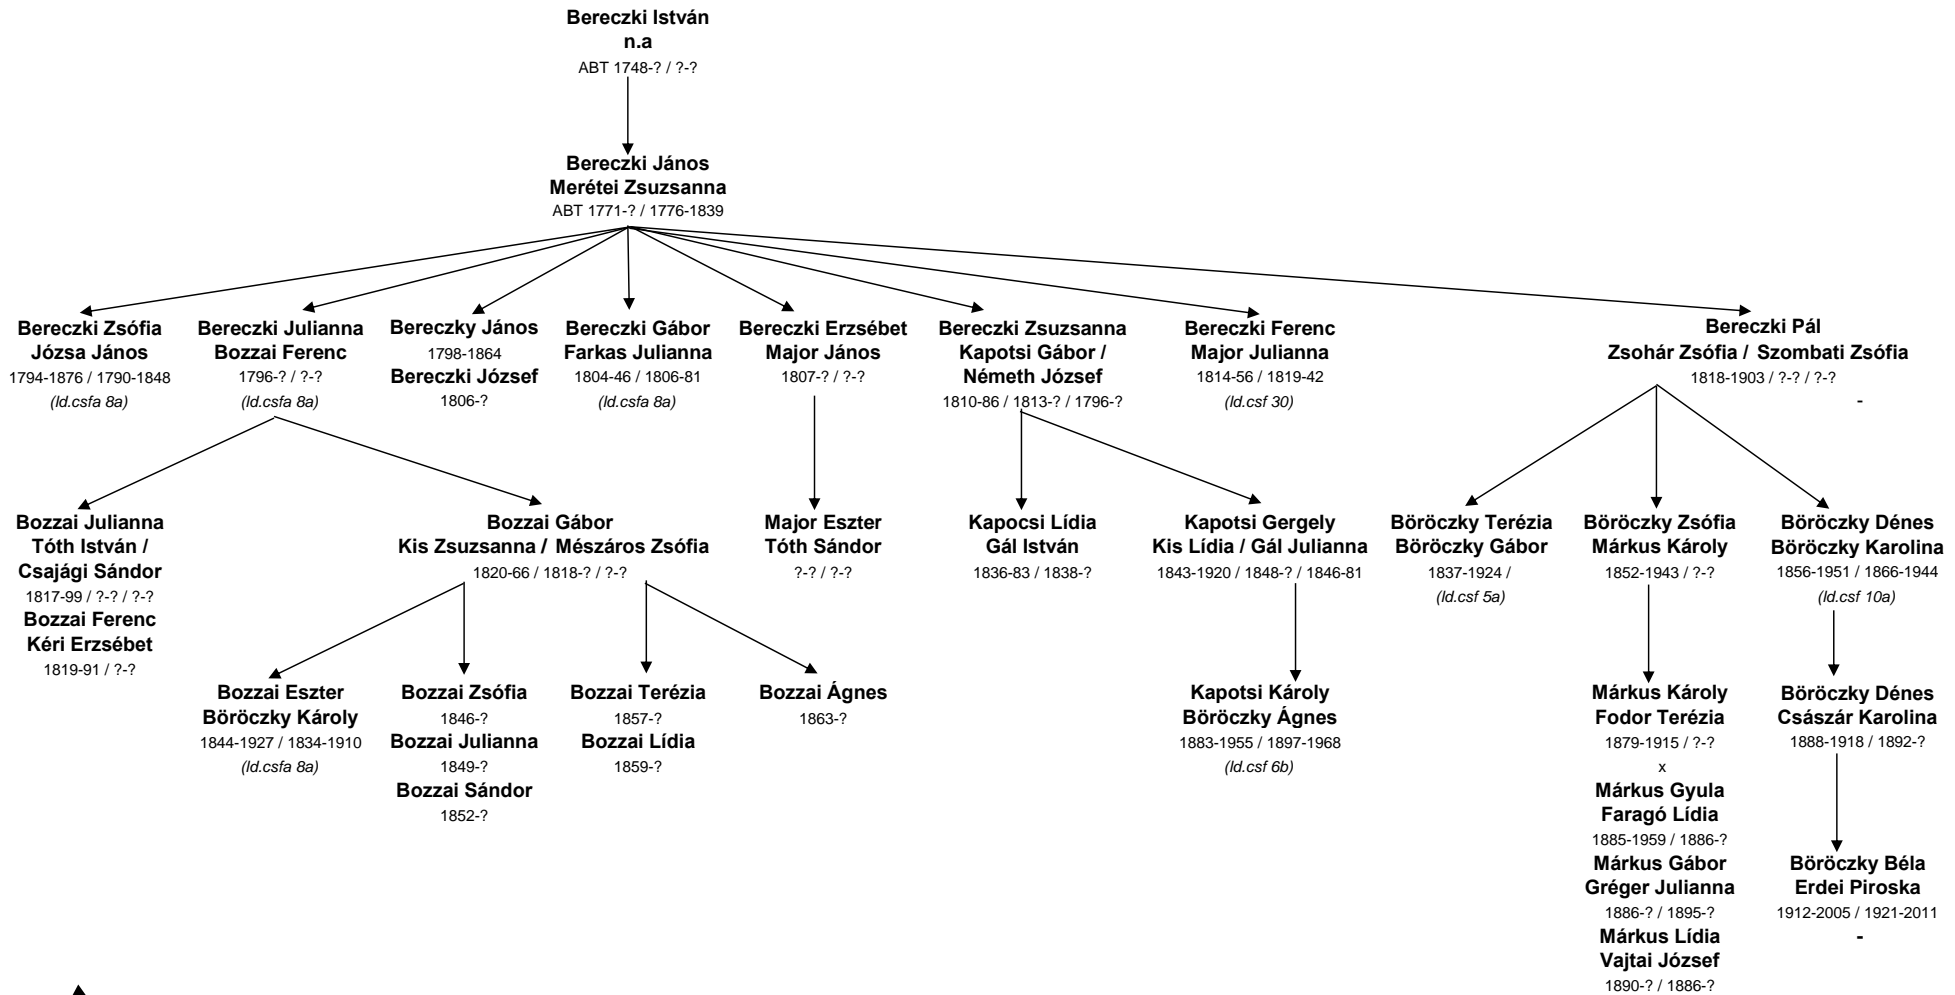 Bereczki István
n.a
ABT 1748-? / ?-?
Bereczki János
Merétei Zsuzsanna
ABT 1771-? / 1776-1839
Bereczki Zsófia
Józsa János
1794-1876 / 1790-1848
(ld.csfa 8a)
Bereczki Julianna
Bozzai Ferenc
1796-? / ?-?
(ld.csfa 8a)
Bereczky János
1798-1864
Bereczki József
1806-?
Bereczki Gábor
Farkas Julianna
1804-46 / 1806-81
(ld.csfa 8a)
Bereczki Erzsébet
Major János
1807-? / ?-?
Bereczki Zsuzsanna
Kapotsi Gábor /
Németh József
1810-86 / 1813-? / 1796-?
Bereczki Ferenc
Major Julianna
1814-56 / 1819-42
(ld.csf 30)
Bereczki Pál
Zsohár Zsófia / Szombati Zsófia
1818-1903 / ?-? / ?-?
-
Bozzai Julianna
Tóth István /
Csajági Sándor
1817-99 / ?-? / ?-?
Bozzai Ferenc
Kéri Erzsébet
1819-91 / ?-?
Bozzai Gábor
Kis Zsuzsanna / Mészáros Zsófia
1820-66 / 1818-? / ?-?
Major Eszter
Tóth Sándor
?-? / ?-?
Kapocsi Lídia
Gál István
1836-83 / 1838-?
Kapotsi Gergely
Kis Lídia / Gál Julianna
1843-1920 / 1848-? / 1846-81
Böröczky Terézia
Böröczky Gábor
1837-1924 /
(ld.csf 5a)
Böröczky Zsófia
Márkus Károly
1852-1943 / ?-?
Böröczky Dénes
Böröczky Karolina
1856-1951 / 1866-1944
(ld.csf 10a)
Bozzai Eszter
Böröczky Károly
1844-1927 / 1834-1910
(ld.csfa 8a)
Bozzai Zsófia
1846-?
Bozzai Julianna
1849-?
Bozzai Sándor
1852-?
Bozzai Terézia
1857-?
Bozzai Lídia
1859-?
Bozzai Ágnes
1863-?
Kapotsi Károly
Böröczky Ágnes
1883-1955 / 1897-1968
(ld.csf 6b)
Márkus Károly
Fodor Terézia
1879-1915 / ?-?
x
Márkus Gyula
Faragó Lídia
1885-1959 / 1886-?
Márkus Gábor
Gréger Julianna
1886-? / 1895-?
Márkus Lídia
Vajtai József
1890-? / 1886-?
Böröczky Dénes
Császár Karolina
1888-1918 / 1892-?
Böröczky Béla
Erdei Piroska
1912-2005 / 1921-2011
-